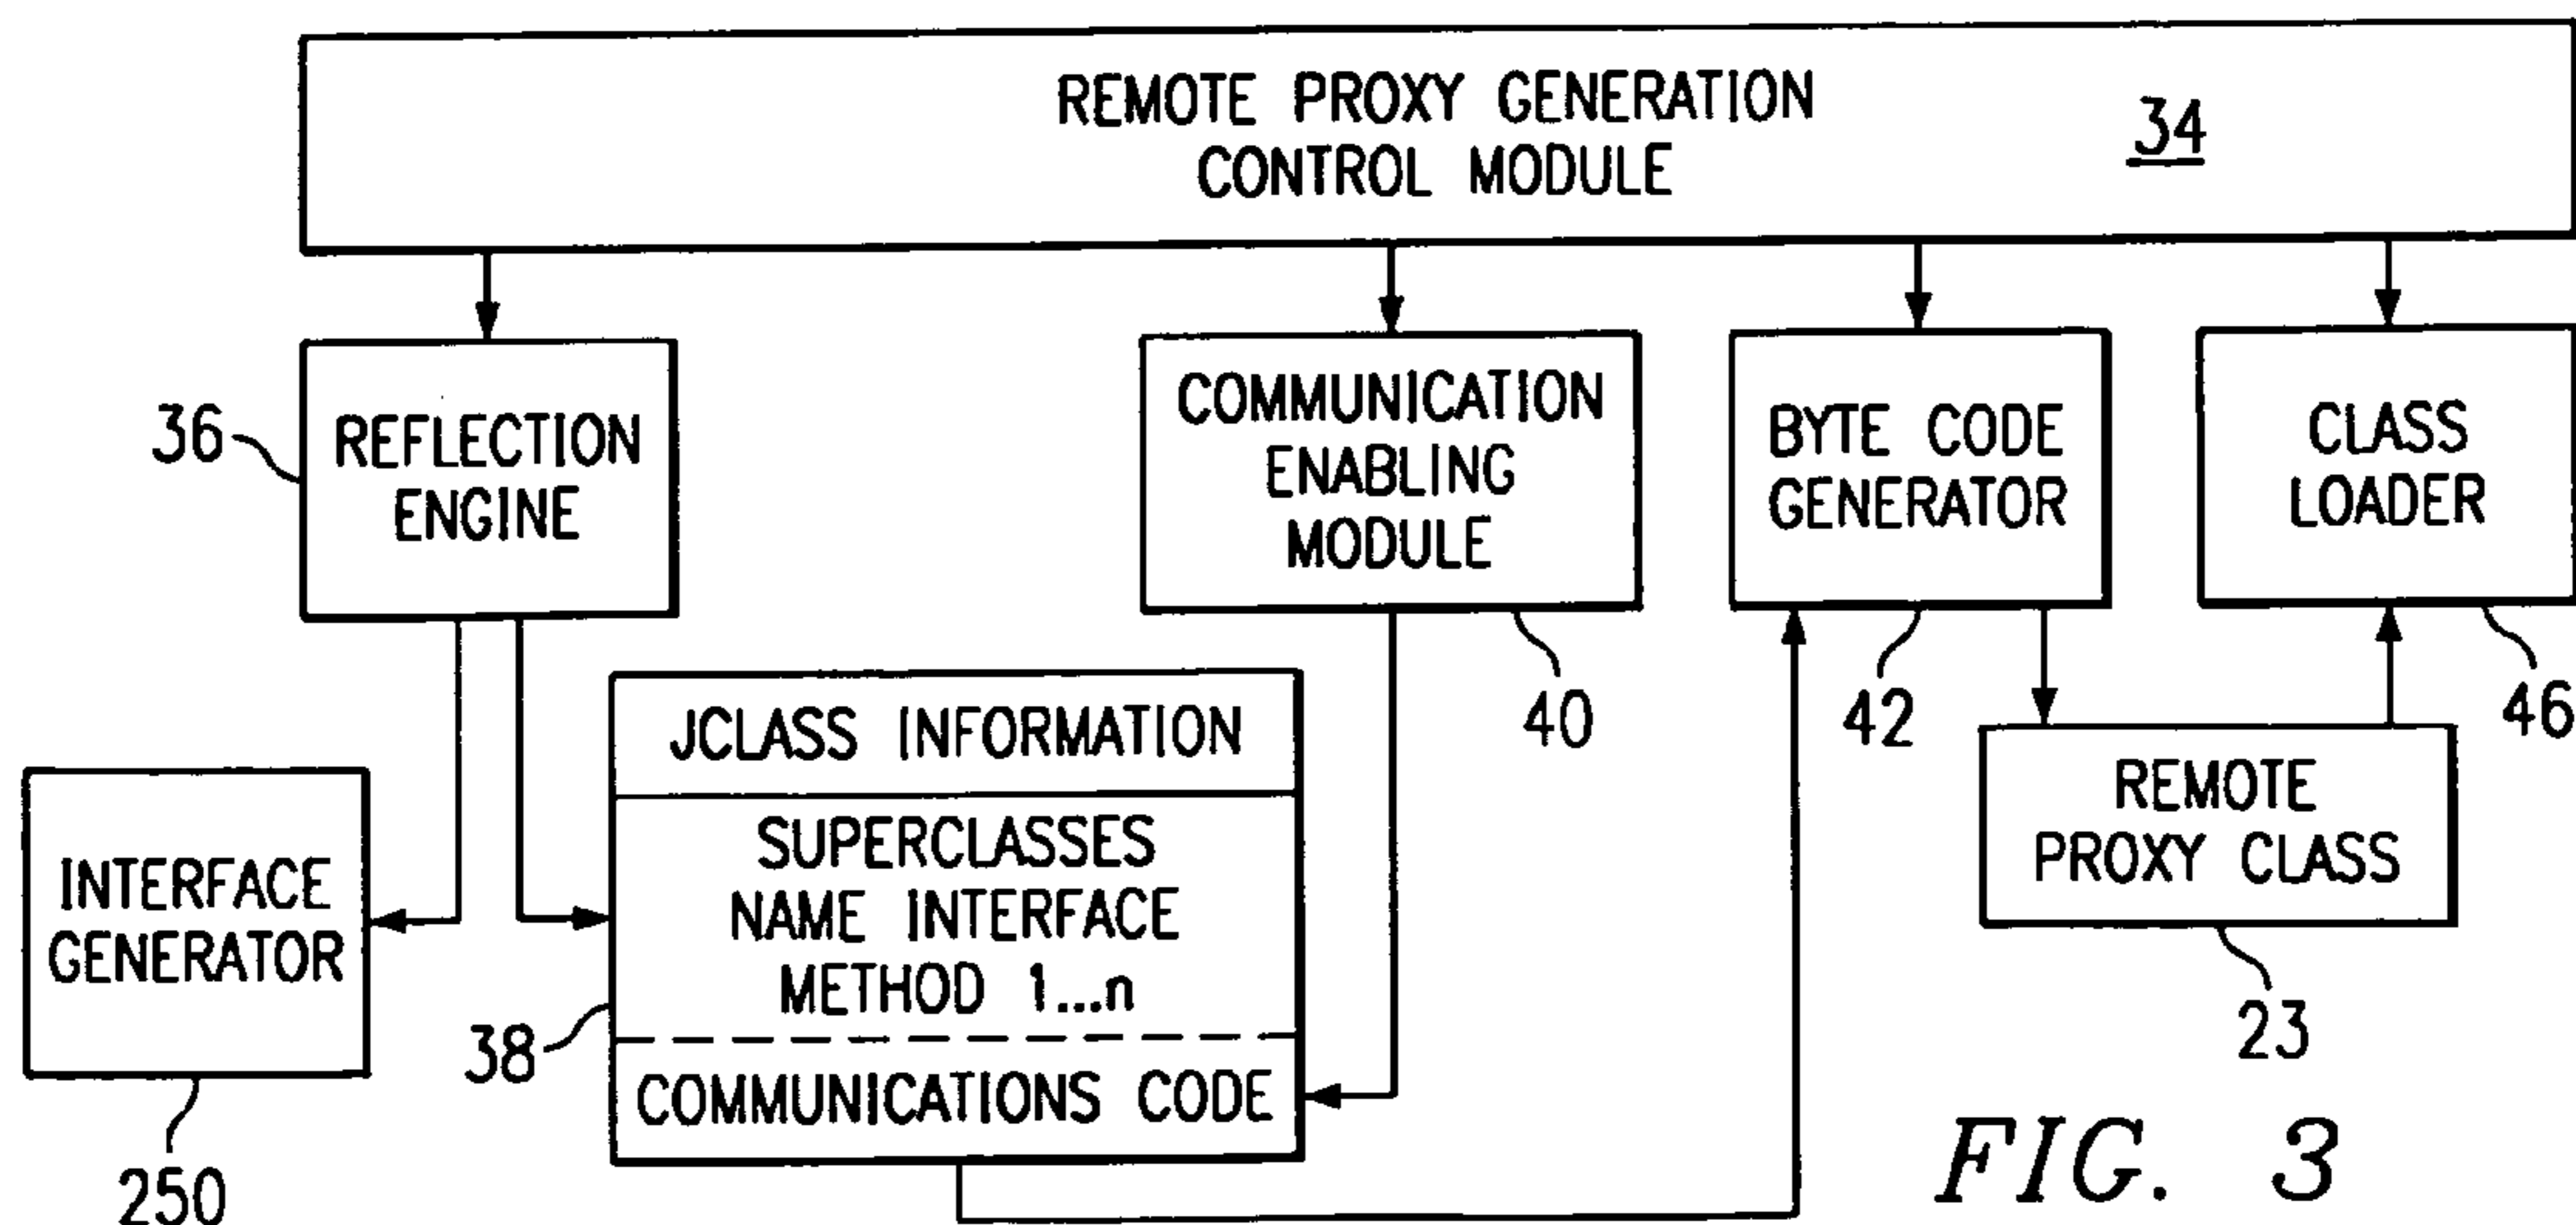 REMOTE PROXY GENERATION
CONTROL MODULE
34
36
REFLECTION
ENGINE
COMMUNICATION
ENABLING
MODULE
40
BYTE CODE
GENERATOR
42
CLASS
LOADER
46
INTERFACE
GENERATOR
250
JCLASS INFORMATION
SUPERCLASSES
NAME INTERFACE
METHOD 1...n
38
COMMUNICATIONS CODE
REMOTE
PROXY CLASS
23
FIG. 3